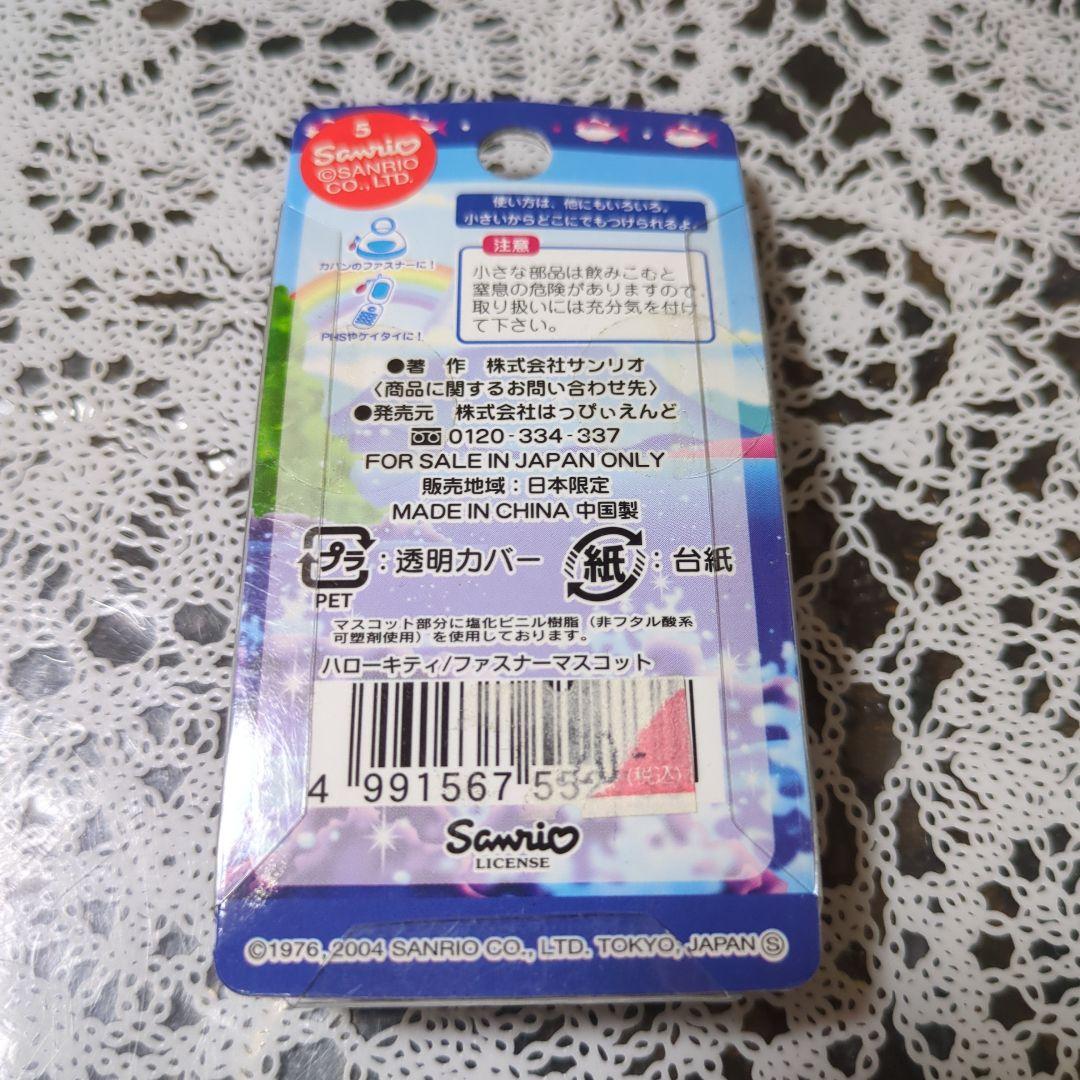 5
Sanrio
©SANRIO
CO., LTD.
使い方は、他にもいろいろ。
小さいからどこにでもつけられるよ。
カバンのファスナーに!
PHSやケイタイに!
注意
小さな部品は飲みこむと
窒息の危険がありますので
取り扱いには充分気を付け
て下さい。
●著 作 株式会社サンリオ
〈商品に関するお問い合わせ先〉
●発売元 株式会社はっぴぃえんど
0120-334-337
FOR SALE IN JAPAN ONLY
販売地域:日本限定
MADE IN CHINA 中国製
プラ:透明カバー
PET
紙:台紙
マスコット部分に塩化ビニル樹脂(非フタル酸系
可塑剤使用)を使用しております。
ハローキティ/ファスナーマスコット
4 991567 55
(税込)
Sanrio
LICENSE
©1976, 2004 SANRIO CO., LTD. TOKYO, JAPAN Ⓢ